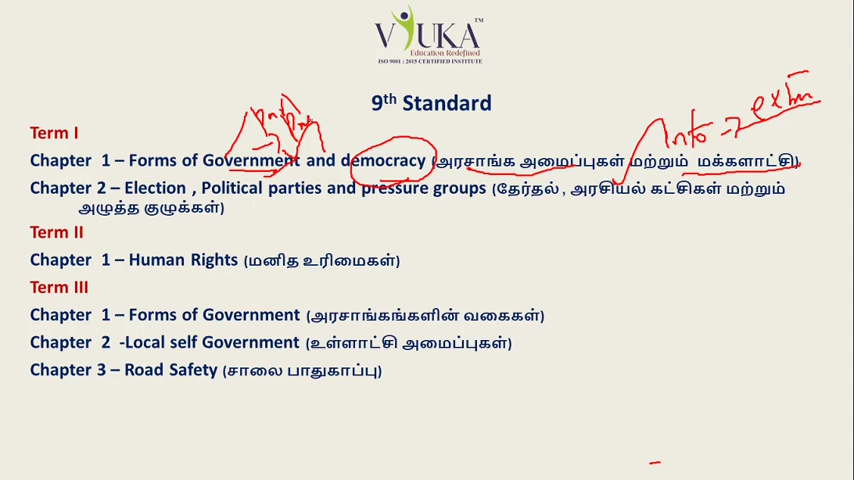 VIUKA™
Education Redefined
ISO 9001 : 2015 CERTIFIED INSTITUTE
9th Standard
Term I
Chapter 1 – Forms of Government and democracy (அரசாங்க அமைப்புகள் மற்றும் மக்களாட்சி)
Chapter 2 – Election , Political parties and pressure groups (தேர்தல் , அரசியல் கட்சிகள் மற்றும்
அழுத்த குழுக்கள்)
Term II
Chapter 1 – Human Rights (மனித உரிமைகள்)
Term III
Chapter 1 – Forms of Government (அரசாங்கங்களின் வகைகள்)
Chapter 2 -Local self Government (உள்ளாட்சி அமைப்புகள்)
Chapter 3 – Road Safety (சாலை பாதுகாப்பு)